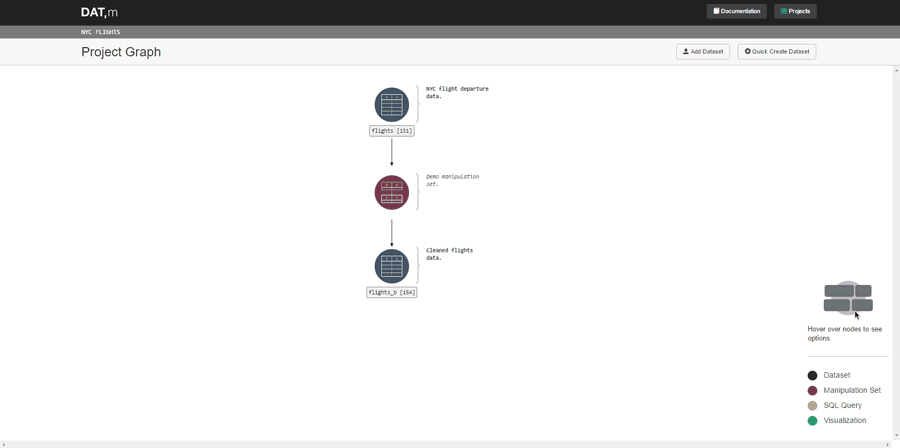 DAT,m
Documentation
Projects
NYC FLIGHTS
Project Graph
Add Dataset
Quick Create Dataset
NYC flight departure
data.
flights [151]
Demo manipulation
set.
Cleaned flights
data.
flights_b [154]
Hover over nodes to see
options.
Dataset
Manipulation Set
SQL Query
Visualization